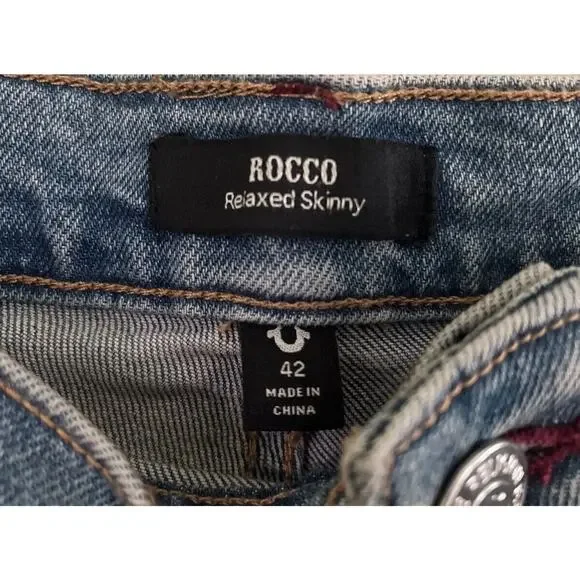 ROCCO
Relaxed Skinny
42
MADE IN
CHINA